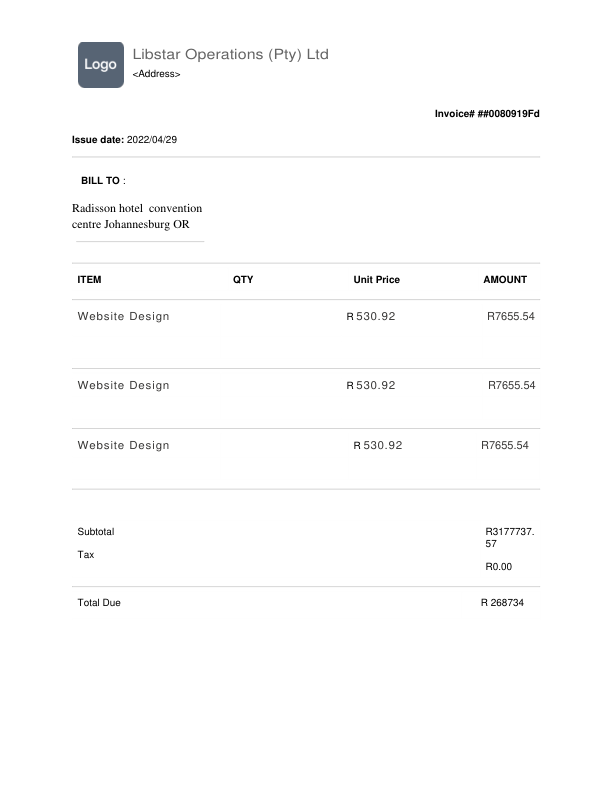 Logo
Libstar Operations (Pty) Ltd
<Address>
Invoice# ##0080919Fd
Issue date: 2022/04/29
BILL TO :
Radisson hotel convention
centre Johannesburg OR
ITEM QTY Unit Price AMOUNT
Website Design R 530.92 R7655.54
Website Design R 530.92 R7655.54
Website Design R 530.92 R7655.54
Subtotal R3177737.
57
Tax
R0.00
Total Due R 268734